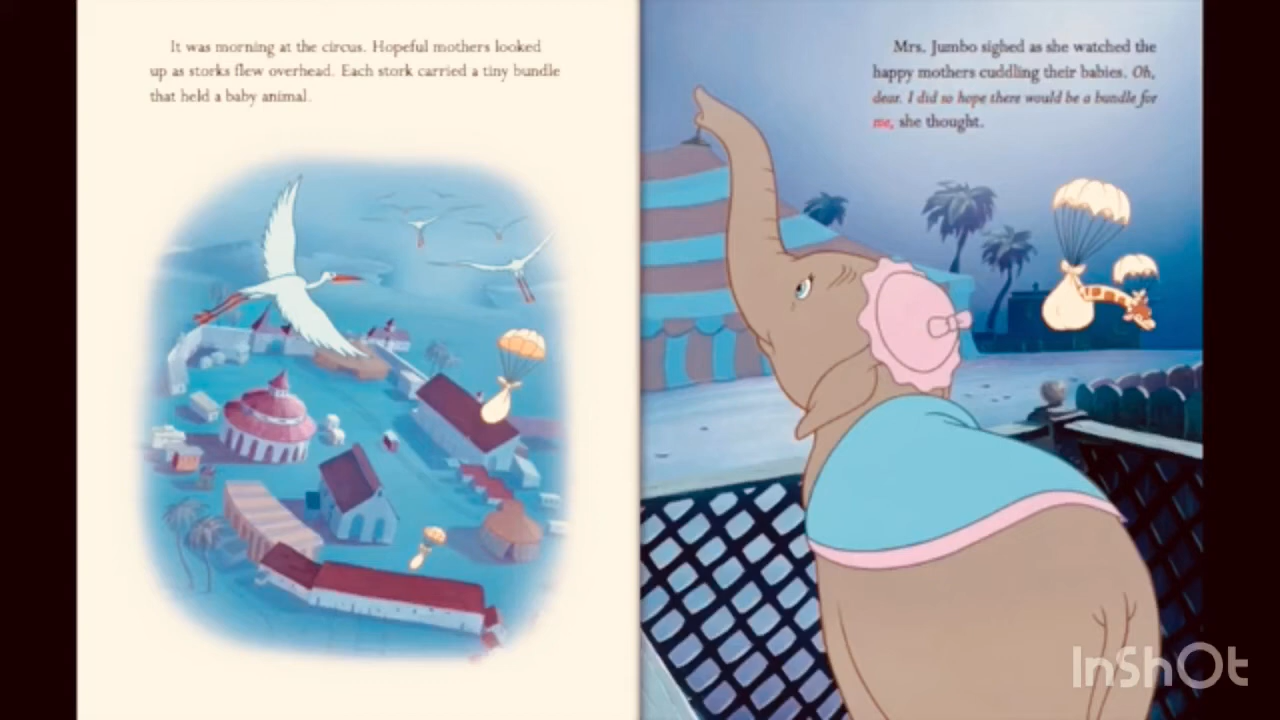 It was morning at the circus. Hopeful mothers looked
up as storks flew overhead. Each stork carried a tiny bundle
that held a baby animal.
Mrs. Jumbo sighed as she watched the
happy mothers cuddling their babies. Oh,
dear. I did so hope there would be a bundle for
me, she thought.
InShOt